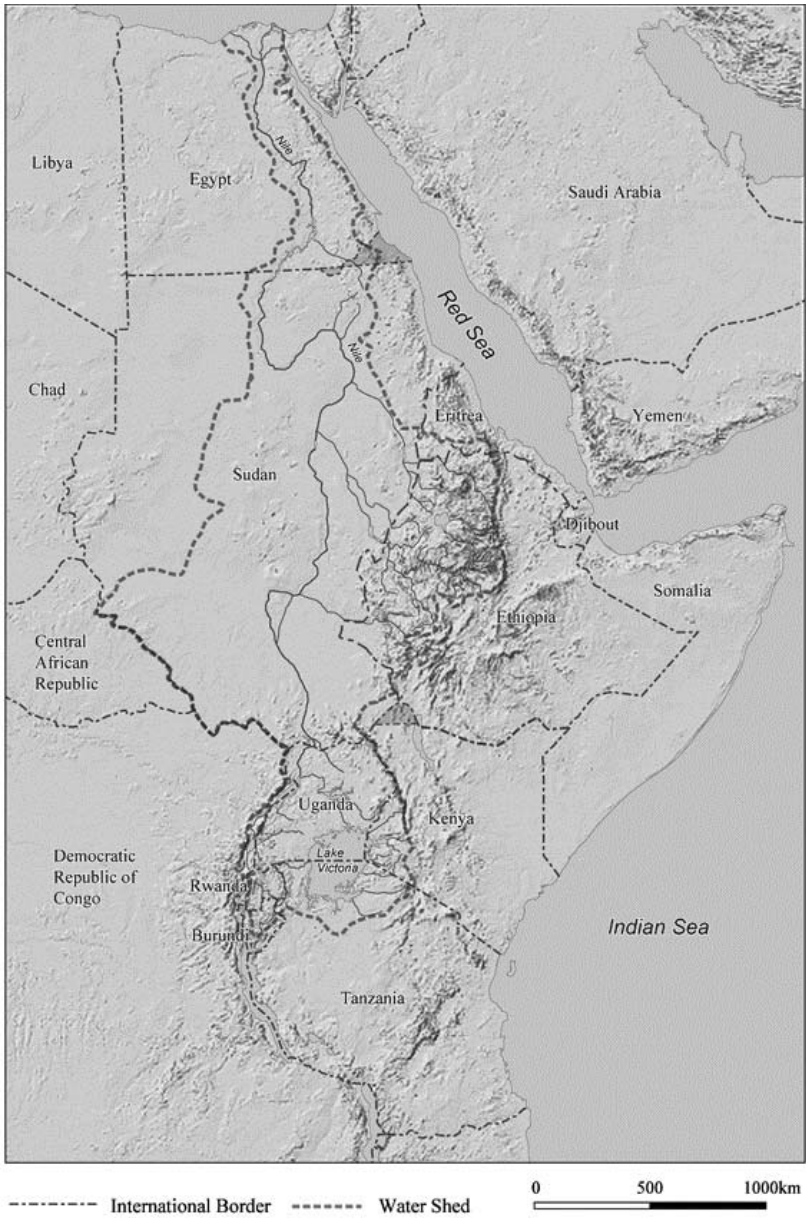 Nile
Libya
Egypt
Saudi Arabia
Red Sea
Nile
Chad
Eritrea
Yemen
Sudan
Djibout
Somalia
Ethiopia
Central
African
Republic
Uganda
Kenya
Lake
Victona
Democratic
Republic of
Congo
Rwanda
Burundi
Indian Sea
Tanzania
0 500 1000km
International Border
Water Shed